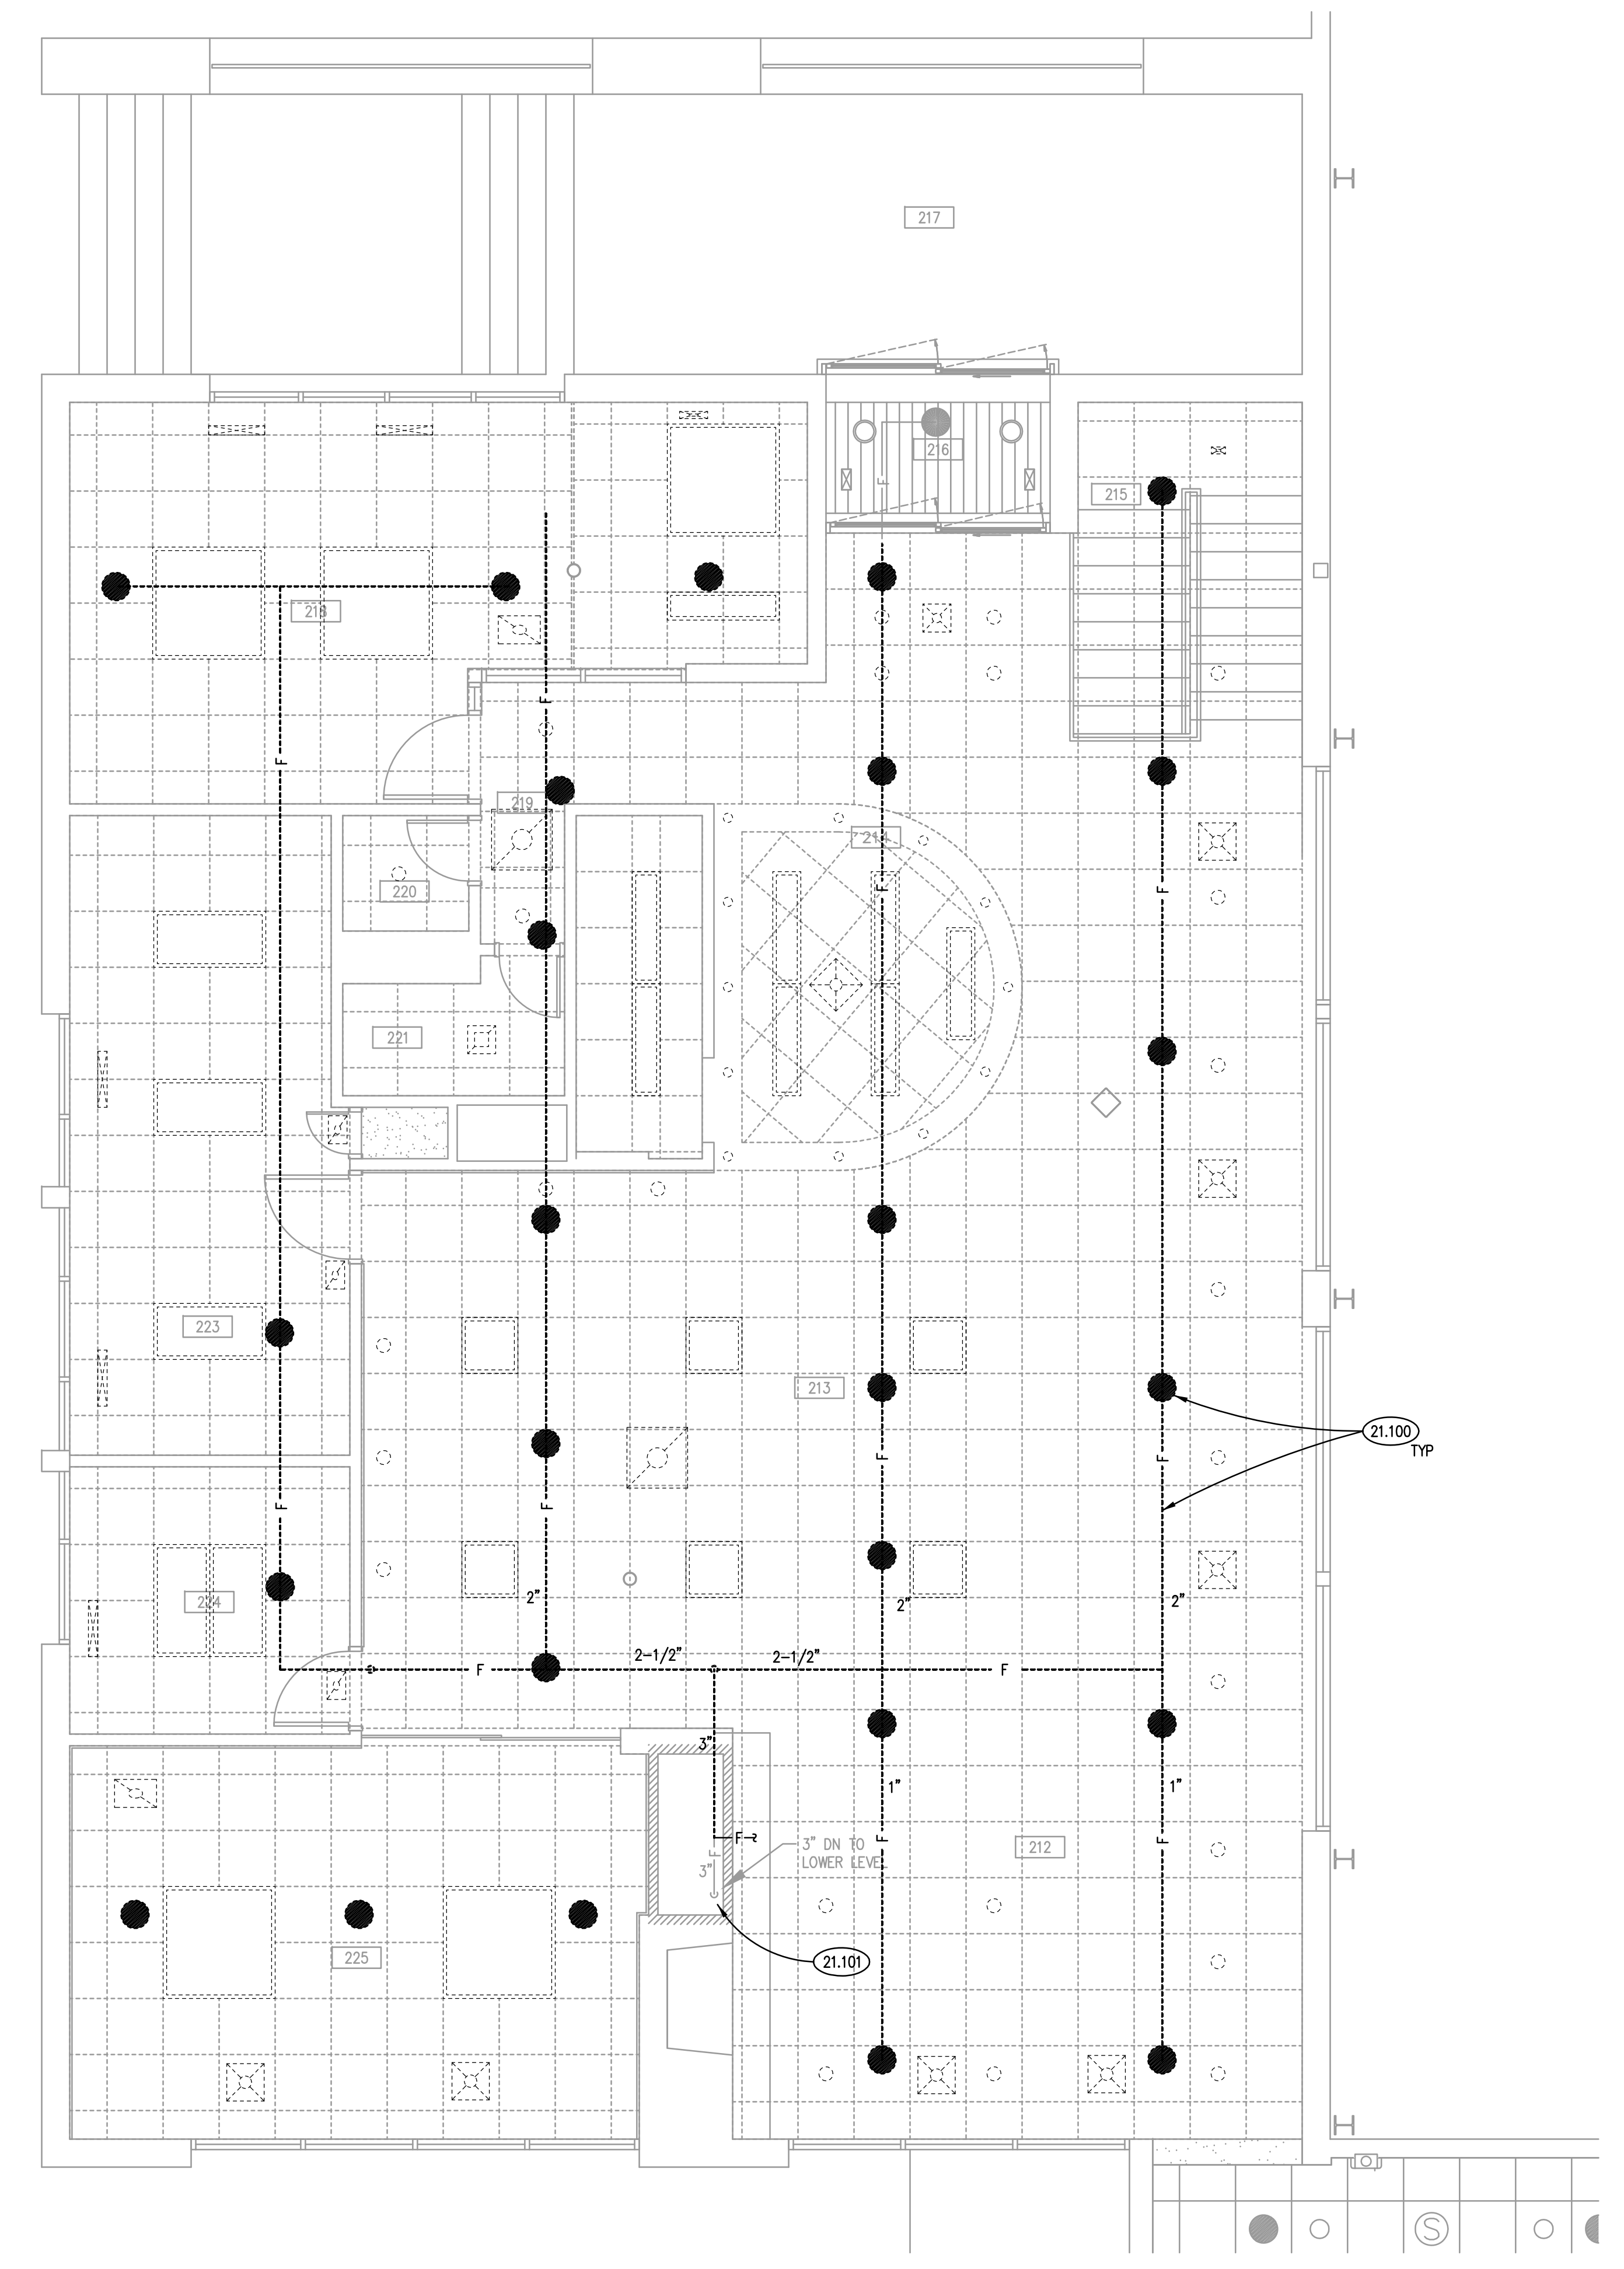 217
216
F
215
218
F
F
219
214
220
F
F
221
223
213
21.100
TYP
F
F
F
F
224
2"
2"
2"
2-1/2"
2-1/2"
F
F
3"
1"
1"
F
F
F
F
3" DN TO
LOWER LEVEL
3"
212
225
21.101
S